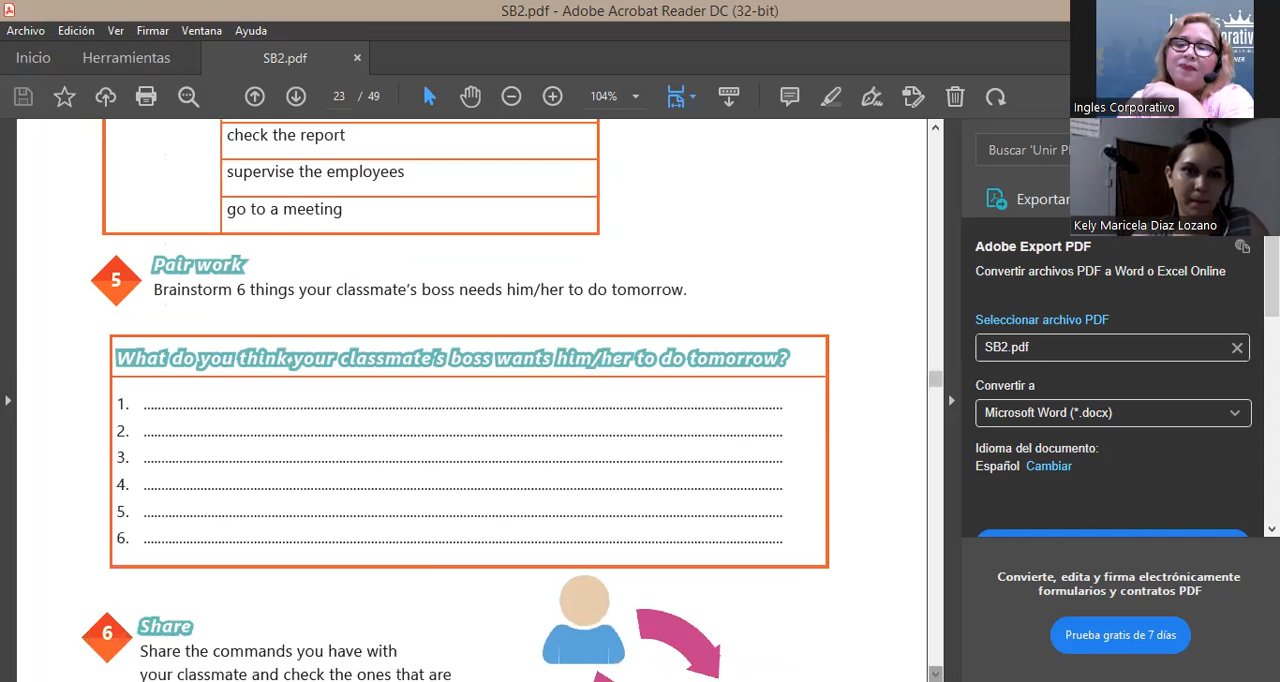 SB2.pdf - Adobe Acrobat Reader DC (32-bit)
Archivo Edición Ver Firmar Ventana Ayuda
Inicio Herramientas SB2.pdf ×
23 / 49 104%
Ingles Corporativo
Kely Maricela Diaz Lozano
check the report
supervise the employees
go to a meeting
5 Pair work
Brainstorm 6 things your classmate's boss needs him/her to do tomorrow.
What do you think your classmate's boss wants him/her to do tomorrow?
1.
2.
3.
4.
5.
6.
6 Share
Share the commands you have with
your classmate and check the ones that are
Buscar 'Unir
Exportar
Adobe Export PDF
Convertir archivos PDF a Word o Excel Online
Seleccionar archivo PDF
SB2.pdf
Convertir a
Microsoft Word (*.docx)
Idioma del documento:
Español Cambiar
Convierte, edita y firma electrónicamente
formularios y contratos PDF
Prueba gratis de 7 días